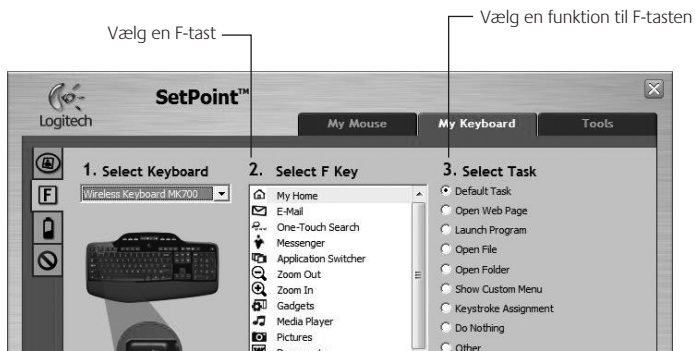 Vælg en funktion til F-tasten
Vælg en F-tast
Logitech
SetPoint™
My Mouse
My Keyboard
Tools
1. Select Keyboard
Wireless Keyboard MK700
2. Select F Key
My Home
E-Mail
One-Touch Search
Messenger
Application Switcher
Zoom Out
Zoom In
Gadgets
Media Player
Pictures
3. Select Task
Default Task
Open Web Page
Launch Program
Open File
Open Folder
Show Custom Menu
Keystroke Assignment
Do Nothing
Other